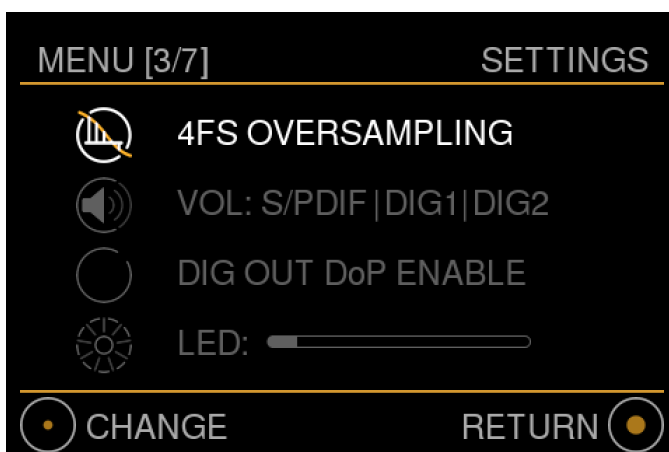 MENU [3/7] SETTINGS
4FS OVERSAMPLING
VOL: S/PDIF|DIG1|DIG2
DIG OUT DoP ENABLE
LED:
CHANGE RETURN